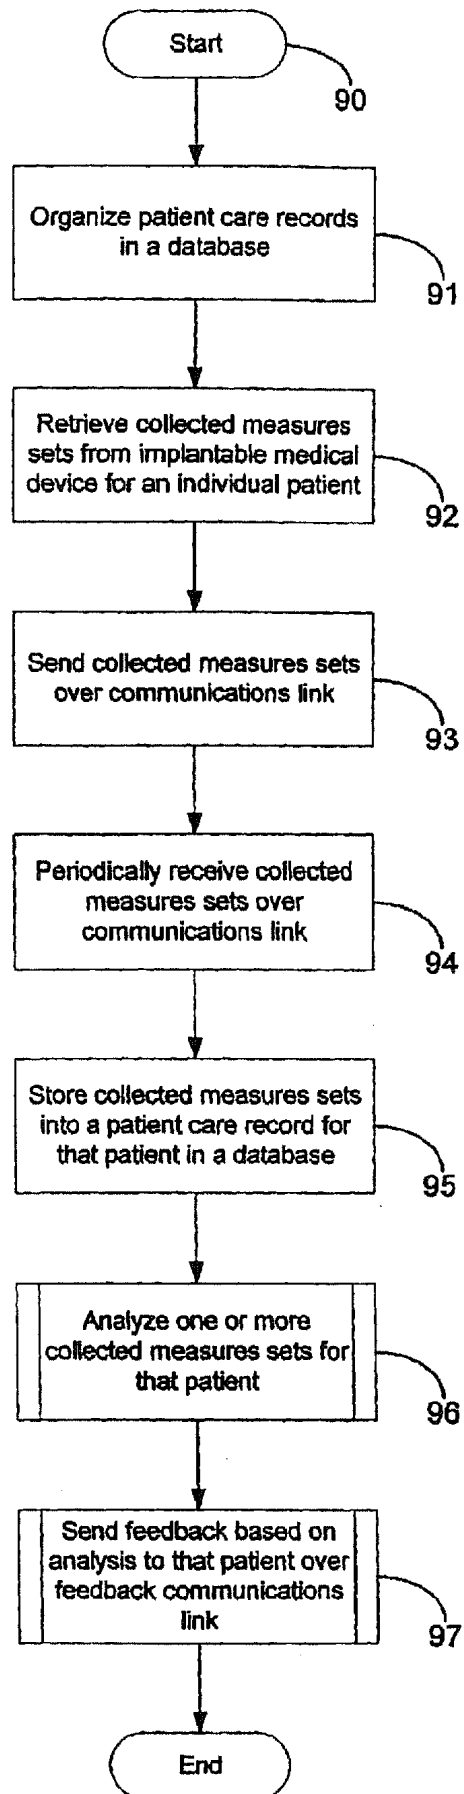 Start
90
Organize patient care records
in a database
91
Retrieve collected measures
sets from implantable medical
device for an individual patient
92
Send collected measures sets
over communications link
93
Periodically receive collected
measures sets over
communications link
94
Store collected measures sets
into a patient care record for
that patient in a database
95
Analyze one or more
collected measures sets for
that patient
96
Send feedback based on
analysis to that patient over
feedback communications
link
97
End